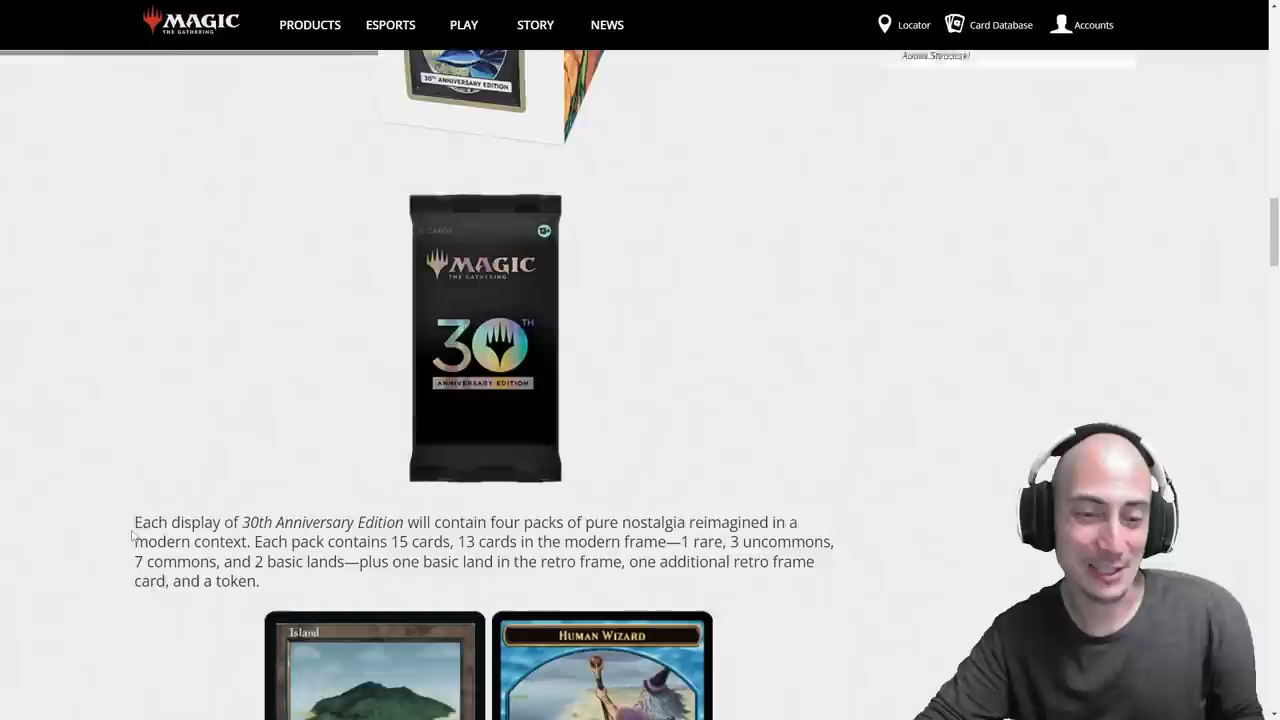 MAGIC
THE GATHERING
PRODUCTS ESPORTS PLAY STORY NEWS
Locator Card Database Accounts
30TH ANNIVERSARY EDITION
CARDS
13+
MAGIC
THE GATHERING
30TH
ANNIVERSARY EDITION
Each display of 30th Anniversary Edition will contain four packs of pure nostalgia reimagined in a
modern context. Each pack contains 15 cards, 13 cards in the modern frame—1 rare, 3 uncommons,
7 commons, and 2 basic lands—plus one basic land in the retro frame, one additional retro frame
card, and a token.
Island
HUMAN WIZARD